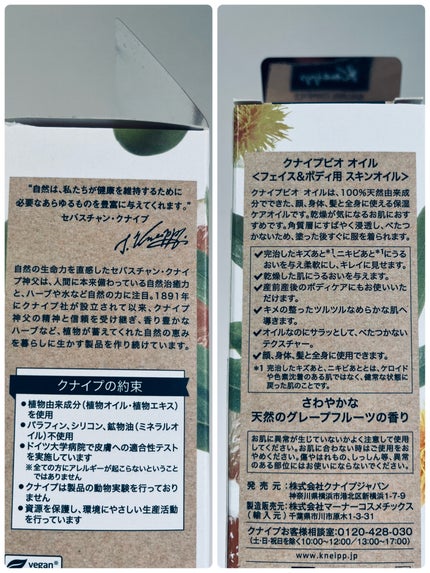 "自然は、私たちが健康を維持するために
必要なあらゆるものを豊富に与えてくれます。"
セバスチャン・クナイプ
自然の生命力を直感したセバスチャン・クナイ
プ神父は、人間に本来備わっている自然治癒力
と、ハーブや水など自然の力に注目。1891年
にクナイプ社が設立されて以来、クナイプ
神父の精神と信頼を受け継ぎ、香り豊かな
ハーブなど、植物が蓄えてくれた自然の恵み
を暮らしに生かす製品を作り続けています。
クナイプの約束
●植物由来成分（植物オイル・植物エキス）
を使用
●パラフィン、シリコン、鉱物油（ミネラルオ
イル）不使用
●ドイツ大学病院で皮膚への適合性テスト
を実施しています
※全ての方にアレルギーが起こらないという
ことではありません
●クナイプは製品の動物実験を行っており
ません
●資源を保護し、環境にやさしい生産活動
を行っています
vegan
Kneipp
クナイプビオ オイル
<フェイス&ボディ用 スキンオイル>
クナイプビオ オイルは、100%天然由来成
分でできた、顔、身体、髪と全身に使える保湿
ケアオイルです。乾燥が気になるお肌におす
すめです。角質層にすばやく浸透し、べたつ
かないため、塗った後すぐに服を着られます。
✓完治したキズあと*1、ニキビあと*1にうる
おいを与え柔軟にし、キレイに見せます。
✓乾燥した肌にうるおいを与えます。
✓産前産後のボディケアにもお使いいた
だけます。
✓キメの整ったツルツルなめらかな肌へ
導きます。
✓オイルなのにサラッとして、べたつかない
テクスチャー。
✓顔、身体、髪と全身に使用できます。
*1 完治したキズあと、ニキビあととは、ケロイド
や色素沈着のある肌ではなく、健常な状態に
戻った肌のことです。
さわやかな
天然のグレープフルーツの香り
お肌に異常が生じていないかよく注意して使用
してください。お肌に合わない時はご使用をお
やめください。傷やはれもの、しっしん等、異常
のある部位にはお使いにならないでください。
発 売 元：株式会社クナイプジャパン
神奈川県横浜市港北区新横浜1-7-9
製造販売元：株式会社マーナーコスメチックス
（輸入元）千葉県市川市原木1-3-31
クナイプお客様相談室:0120-428-030
(土・日・祝日を除く10:00〜12:00/13:00〜17:00)
www.kneipp.jp